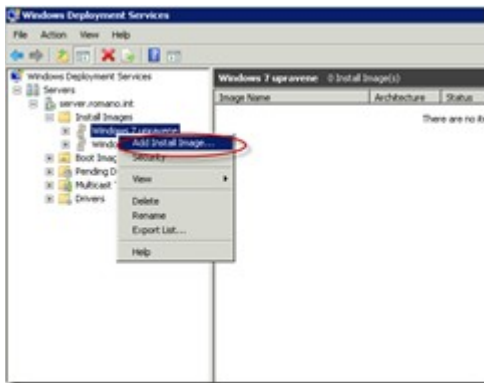 Windows Deployment Services
File Action View Help
Windows Deployment Services
Servers
server.romano.int
Install Images
Windows 7 upravene
Windo
Boot Imag
Pending D
Multicast
Drivers
Add Install Image...
Security
View
Delete
Rename
Export List...
Help
Windows 7 upravene 0 Install Image(s)
Image Name Architecture Status
There are no it